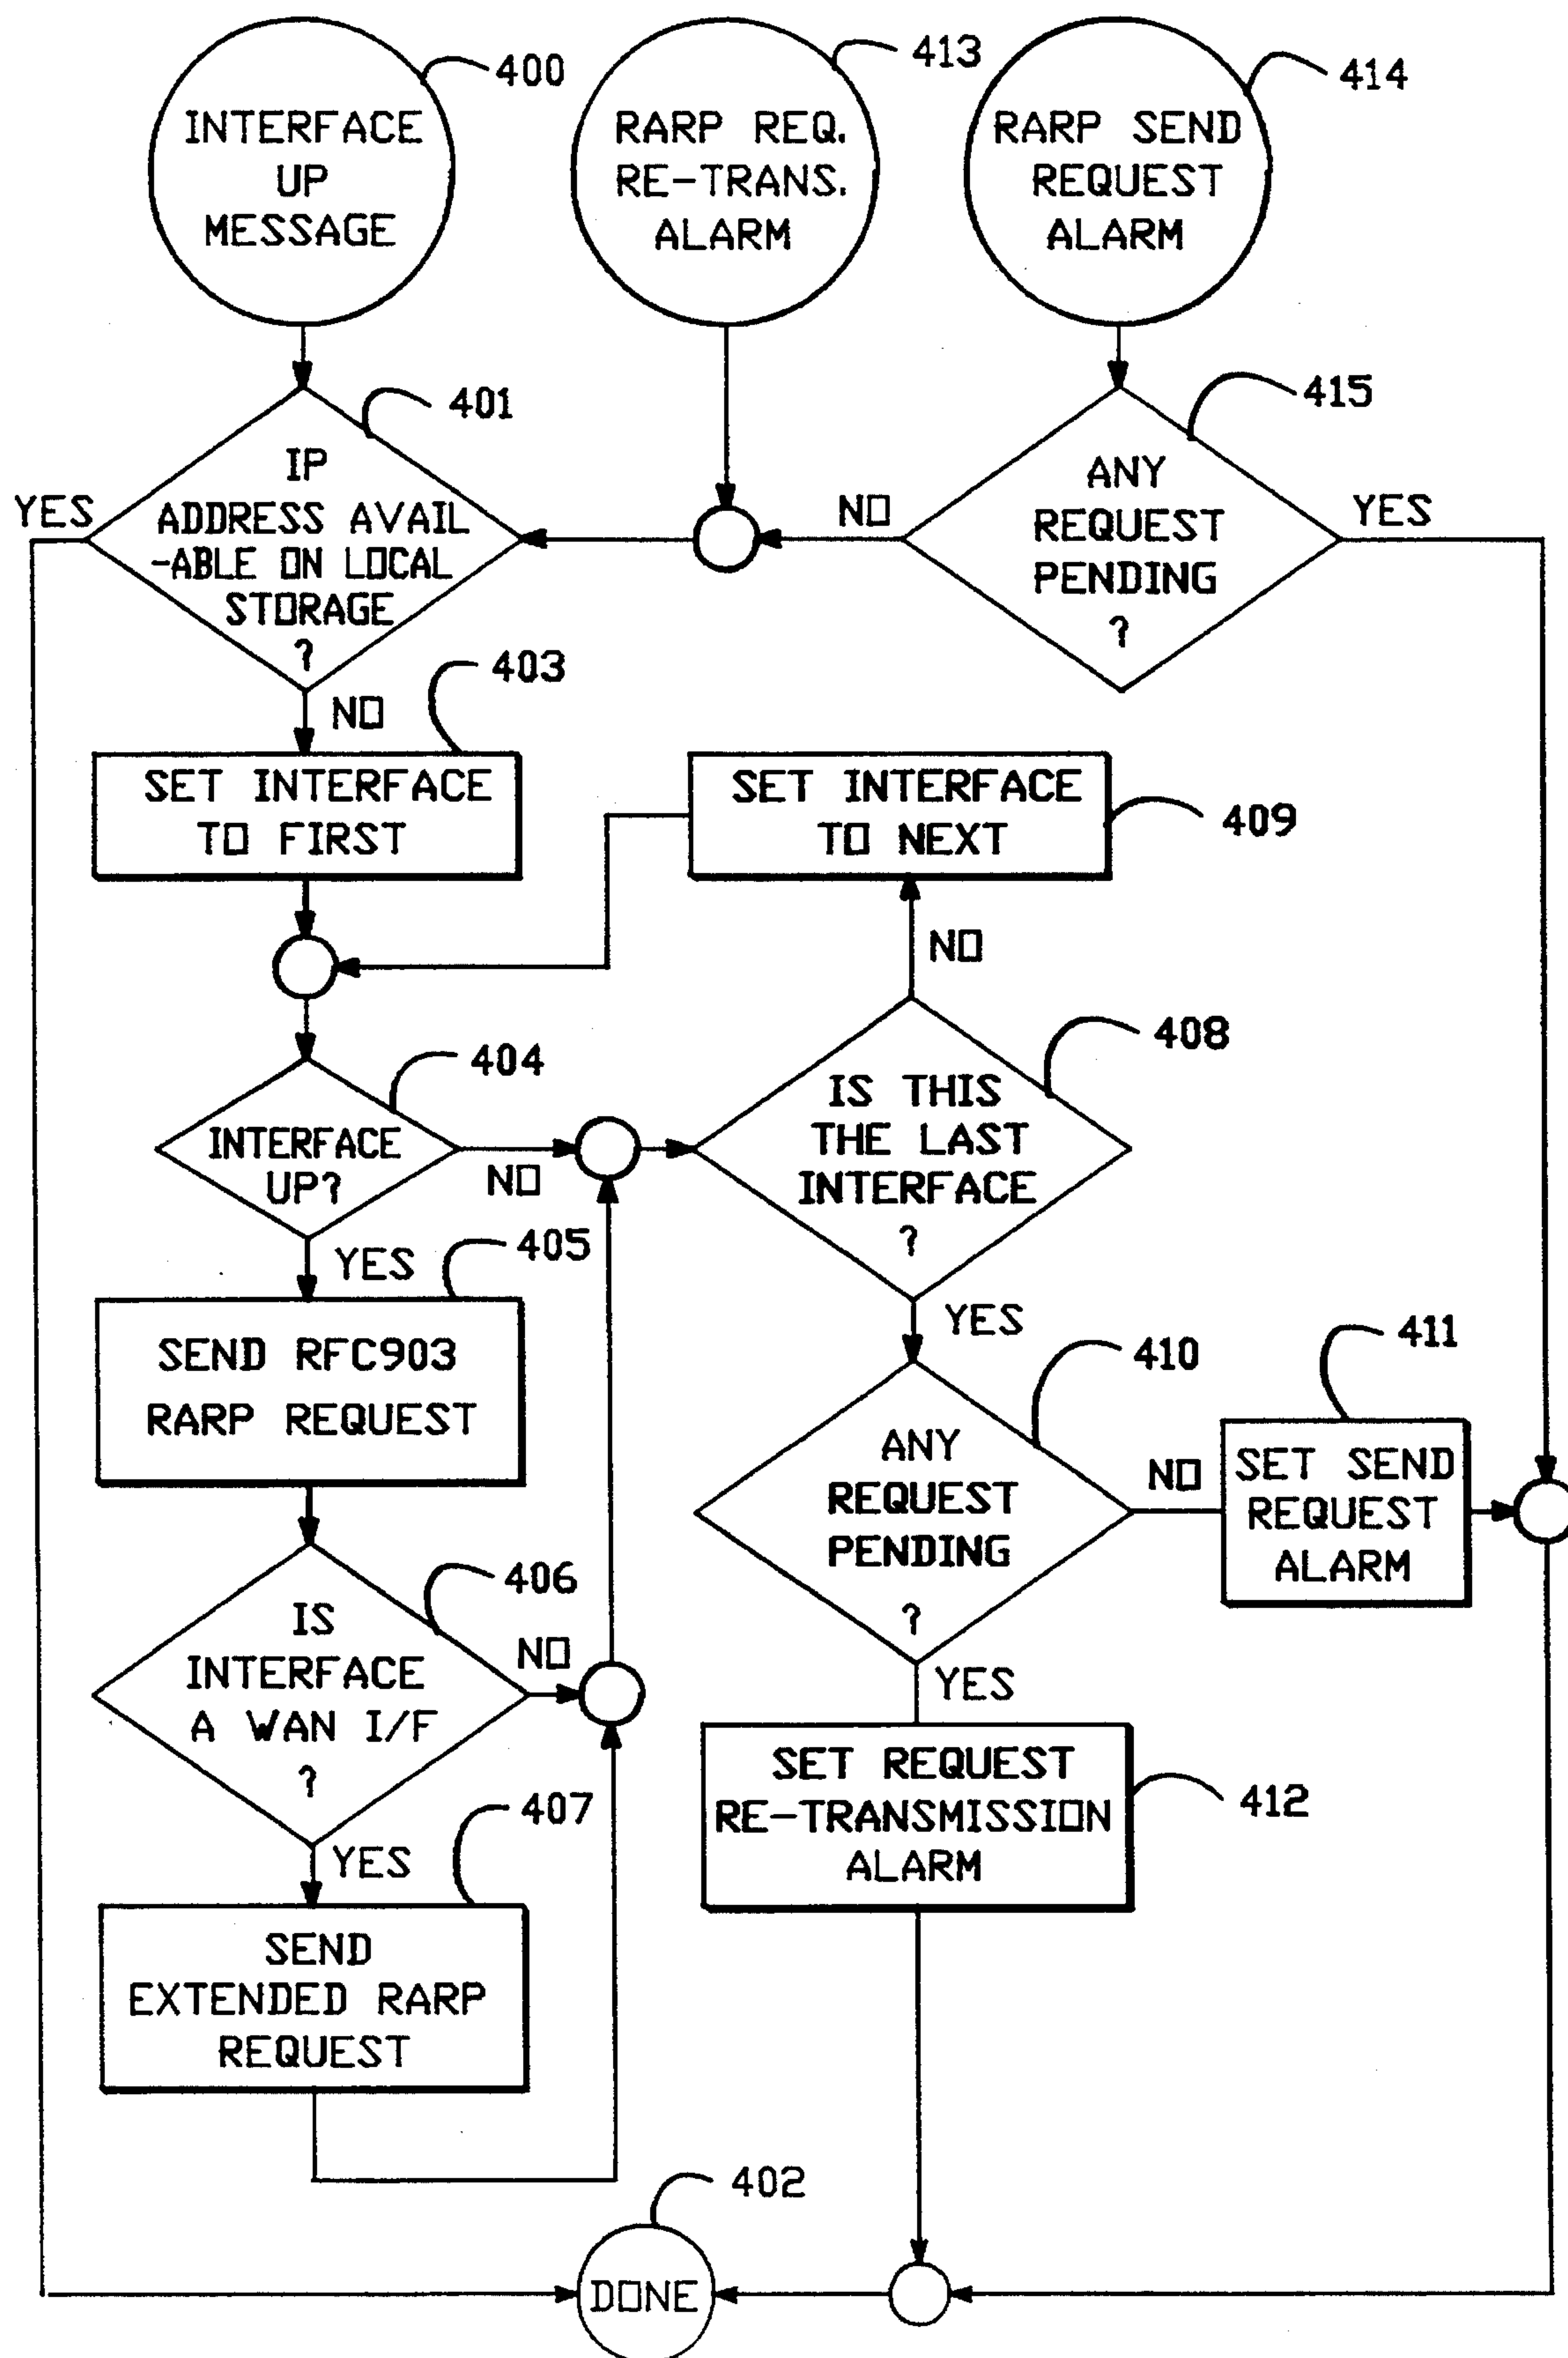 400
INTERFACE
UP
MESSAGE
413
RARP REQ.
RE-TRANS.
ALARM
414
RARP SEND
REQUEST
ALARM
401
IP
ADDRESS AVAIL
-ABLE ON LOCAL
STORAGE
?
YES
NO
415
ANY
REQUEST
PENDING
?
NO
YES
403
SET INTERFACE
TO FIRST
SET INTERFACE
TO NEXT
409
NO
404
INTERFACE
UP?
NO
YES
408
IS THIS
THE LAST
INTERFACE
?
YES
405
SEND RFC903
RARP REQUEST
410
ANY
REQUEST
PENDING
?
NO
YES
411
SET SEND
REQUEST
ALARM
406
IS
INTERFACE
A WAN I/F
?
NO
YES
SET REQUEST
RE-TRANSMISSION
ALARM
412
407
SEND
EXTENDED RARP
REQUEST
402
DONE